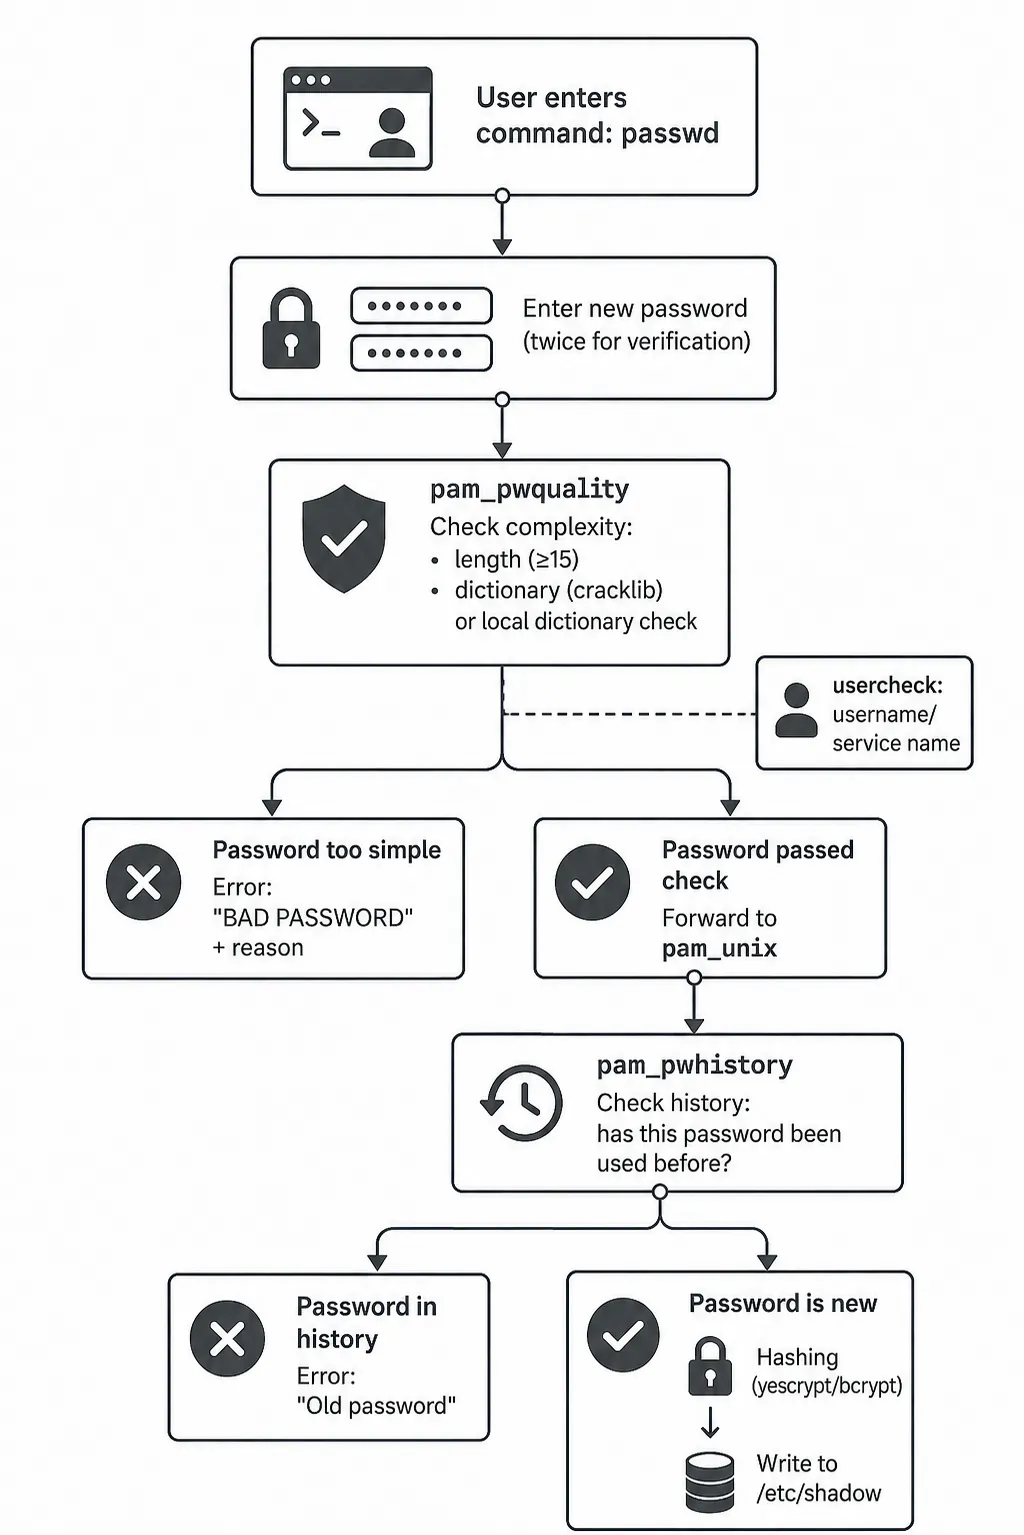 User enters
command: passwd
Enter new password
(twice for verification)
pam_pwquality
Check complexity:
• length (≥15)
• dictionary (cracklib)
or local dictionary check
usercheck:
username/
service name
Password too simple
Error:
"BAD PASSWORD"
+ reason
Password passed
check
Forward to
pam_unix
pam_pwhistory
Check history:
has this password been
used before?
Password in
history
Error:
"Old password"
Password is new
Hashing
(yescrypt/bcrypt)
Write to
/etc/shadow